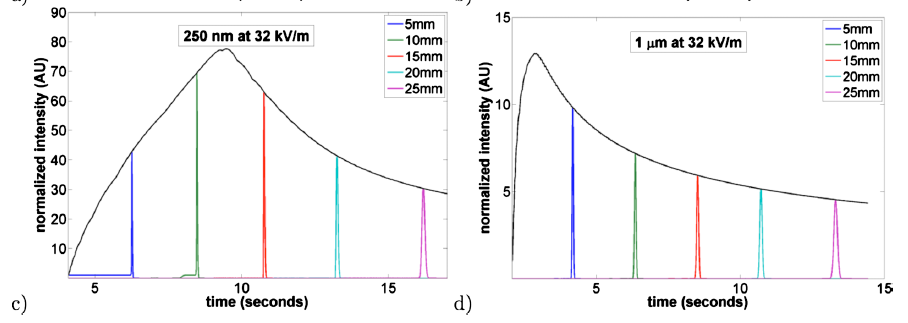 a)
b)
90
80
70
60
50
40
30
20
10
normalized intensity (AU)
250 nm at 32 kV/m
5mm
10mm
15mm
20mm
25mm
5
10
15
time (seconds)
c)
15
10
5
normalized intensity (AU)
1 μm at 32 kV/m
5mm
10mm
15mm
20mm
25mm
5
10
15
time (seconds)
d)